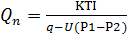 Qₙ = KTI / q−U(P1−P2)